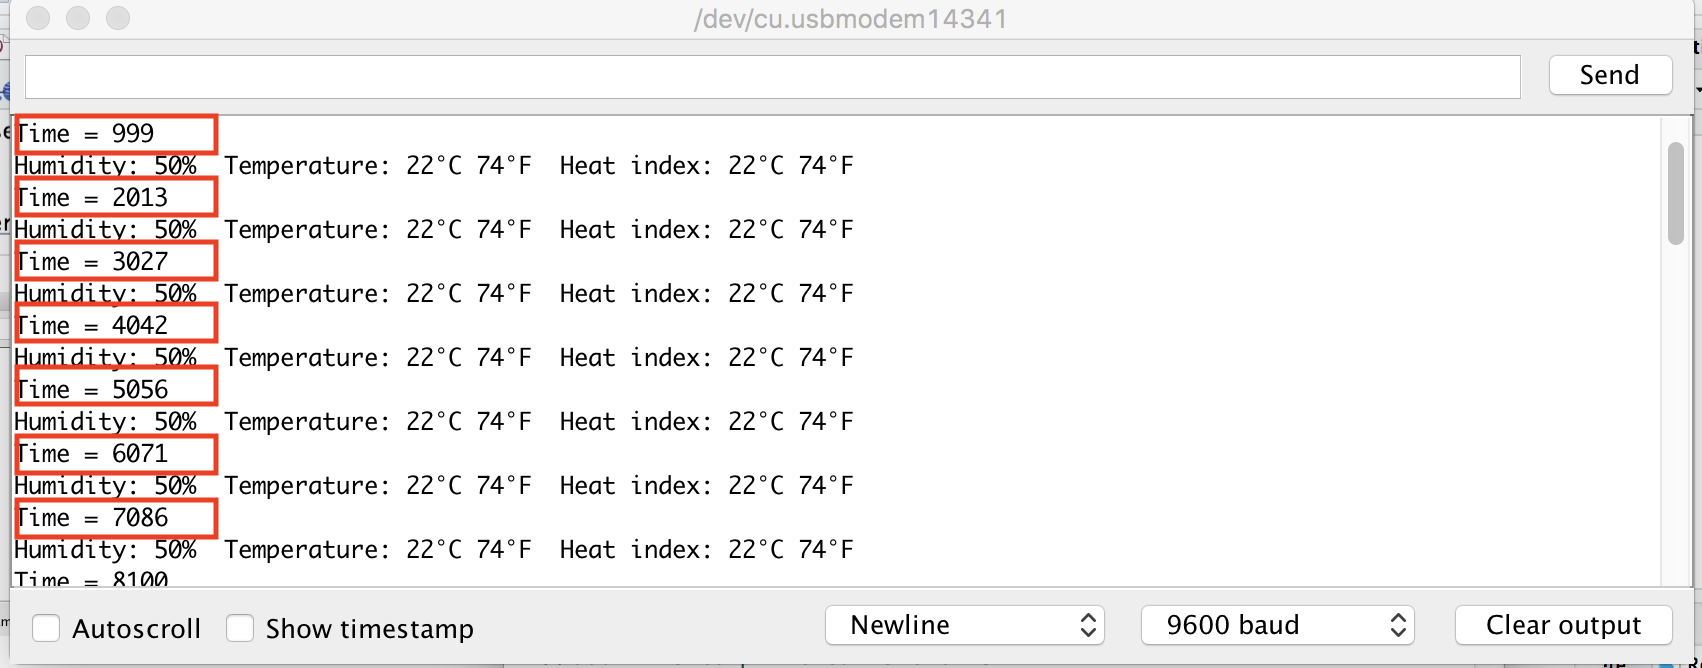 /dev/cu.usbmodem14341
Send
Time = 999
Humidity: 50%  Temperature: 22°C 74°F  Heat index: 22°C 74°F
Time = 2013
Humidity: 50%  Temperature: 22°C 74°F  Heat index: 22°C 74°F
Time = 3027
Humidity: 50%  Temperature: 22°C 74°F  Heat index: 22°C 74°F
Time = 4042
Humidity: 50%  Temperature: 22°C 74°F  Heat index: 22°C 74°F
Time = 5056
Humidity: 50%  Temperature: 22°C 74°F  Heat index: 22°C 74°F
Time = 6071
Humidity: 50%  Temperature: 22°C 74°F  Heat index: 22°C 74°F
Time = 7086
Humidity: 50%  Temperature: 22°C 74°F  Heat index: 22°C 74°F
Time = 8100
Autoscroll Show timestamp Newline 9600 baud Clear output